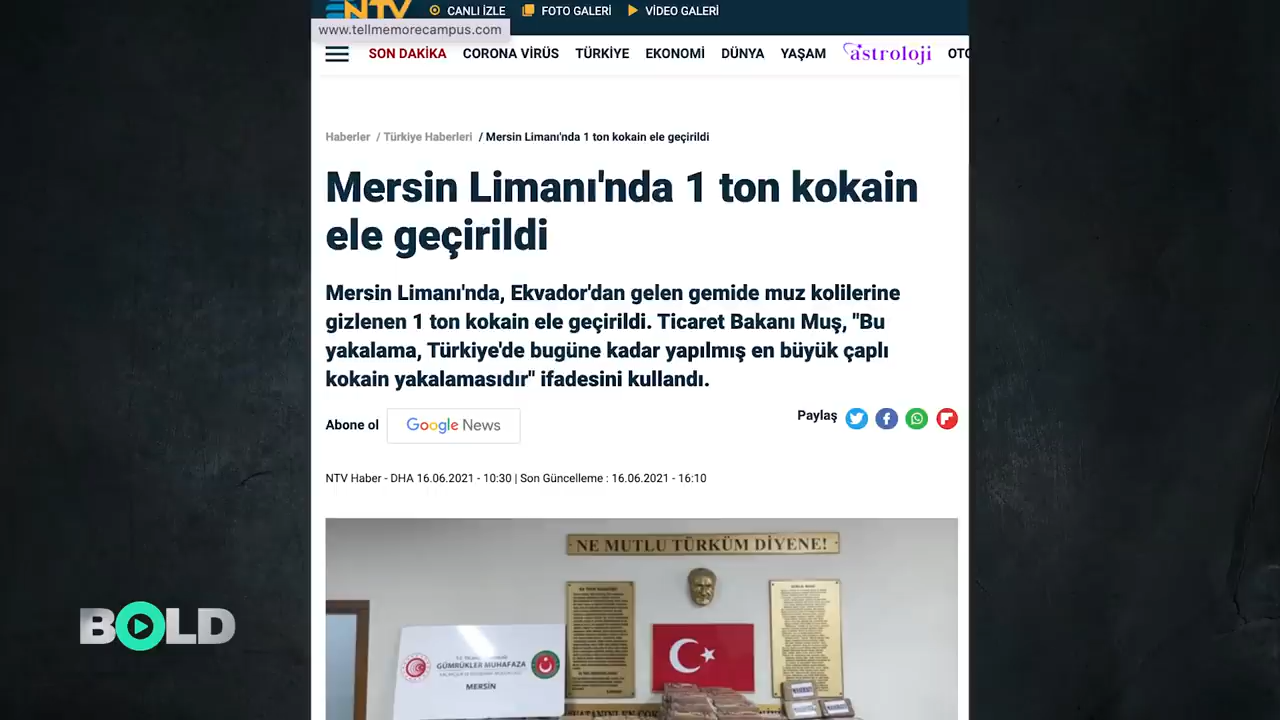 NTV
CANLI İZLE
FOTO GALERİ
VİDEO GALERİ
www.tellmemorecampus.com
SON DAKİKA
CORONA VİRÜS
TÜRKİYE
EKONOMİ
DÜNYA
YAŞAM
astroloji
OTO
Haberler / Türkiye Haberleri / Mersin Limanı'nda 1 ton kokain ele geçirildi
Mersin Limanı'nda 1 ton kokain
ele geçirildi
Mersin Limanı'nda, Ekvador'dan gelen gemide muz kolilerine
gizlenen 1 ton kokain ele geçirildi. Ticaret Bakanı Muş, "Bu
yakalama, Türkiye'de bugüne kadar yapılmış en büyük çaplı
kokain yakalamasıdır" ifadesini kullandı.
Abone ol
Google News
Paylaş
NTV Haber - DHA 16.06.2021 - 10:30 | Son Güncelleme : 16.06.2021 - 16:10
NE MUTLU TÜRKÜM DİYENE!
GÜMRÜKLER MUHAFAZA
MERSİN
BOLD